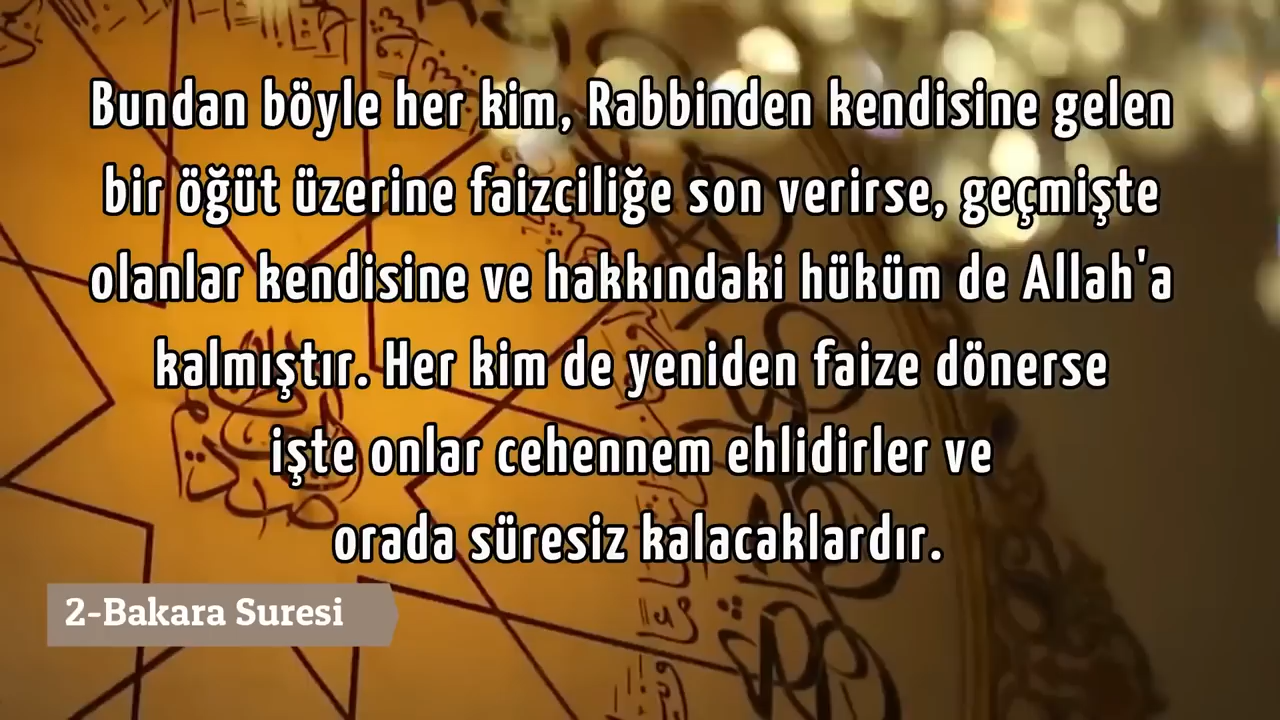 Bundan böyle her kim, Rabbinden kendisine gelen
bir öğüt üzerine faizciliğe son verirse, geçmişte
olanlar kendisine ve hakkındaki hüküm de Allah'a
kalmıştır. Her kim de yeniden faize dönerse
işte onlar cehennem ehlidirler ve
orada süresiz kalacaklardır.
2-Bakara Suresi